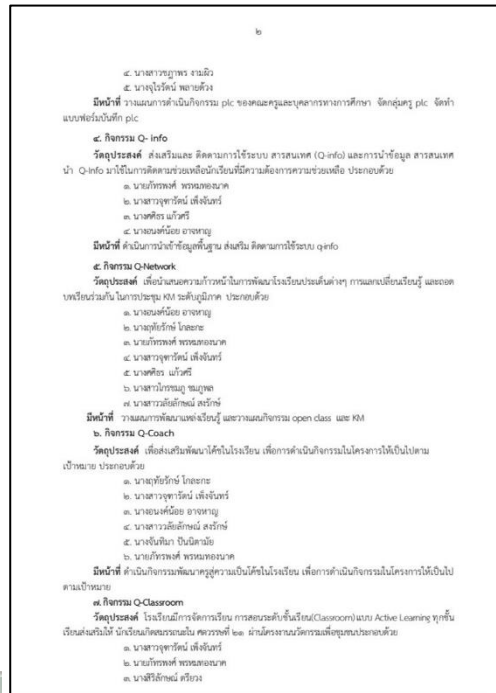 ๒
๔. นางสาวชฎาพร งามผิว
๕. นางจุไรรัตน์ พลายด้วง
มีหน้าที่ วางแผนการดำเนินกิจกรรม plc ของคณะครูและบุคลากรทางการศึกษา จัดกลุ่มครู plc จัดทำ
แบบฟอร์มบันทึก plc
๔. กิจกรรม Q- info
วัตถุประสงค์ ส่งเสริมและ ติดตามการใช้ระบบ สารสนเทศ (Q-info) และการนำข้อมูล สารสนเทศ
นำ Q-Info มาใช้ในการติดตามช่วยเหลือนักเรียนที่มีความต้องการความช่วยเหลือ ประกอบด้วย
๑. นายภัทรพงศ์ พรหมทองนาค
๒. นางสาวจุฑารัตน์ เพ็งจันทร์
๓. นางศศิธร แก้วศรี
๔. นางอนงค์น้อย อาจหาญ
มีหน้าที่ ดำเนินการนำเข้าข้อมูลพื้นฐาน ส่งเสริม ติดตามการใช้ระบบ q-info
๕. กิจกรรม Q-Network
วัตถุประสงค์ เพื่อนำเสนอความก้าวหน้าในการพัฒนาโรงเรียนประเด็นต่างๆ การแลกเปลี่ยนเรียนรู้ และถอด
บทเรียนร่วมกัน ในการประชุม KM ระดับภูมิภาค ประกอบด้วย
๑. นางอนงค์น้อย อาจหาญ
๒. นางฤทัยรักษ์ โกละกะ
๓. นายภัทรพงศ์ พรหมทองนาค
๔. นางสาวจุฑารัตน์ เพ็งจันทร์
๕. นางศศิธร แก้วศรี
๖. นางสาวไกรชมภู ชมภูพล
๗. นางสาววลัยลักษณ์ สงรักษ์
มีหน้าที่ วางแผนการพัฒนาแหล่งเรียนรู้ และวางแผนกิจกรรม open class และ KM
๖. กิจกรรม Q-Coach
วัตถุประสงค์ เพื่อส่งเสริมพัฒนาโค้ชในโรงเรียน เพื่อการดำเนินกิจกรรมในโครงการให้เป็นไปตาม
เป้าหมาย ประกอบด้วย
๑. นางฤทัยรักษ์ โกละกะ
๒. นางสาวจุฑารัตน์ เพ็งจันทร์
๓. นางอนงค์น้อย อาจหาญ
๔. นางสาววลัยลักษณ์ สงรักษ์
๕. นางจันทิมา ปันนิตามัย
๖. นายภัทรพงศ์ พรหมทองนาค
มีหน้าที่ ดำเนินกิจกรรมพัฒนาครูสู่ความเป็นโค้ชในโรงเรียน เพื่อการดำเนินกิจกรรมในโครงการให้เป็นไป
ตามเป้าหมาย
๗. กิจกรรม Q-Classroom
วัตถุประสงค์ โรงเรียนมีการจัดการเรียน การสอนระดับชั้นเรียน(Classroom) แบบ Active Learning ทุกชั้น
เรียนส่งเสริมให้ นักเรียนเกิดสมรรถนะใน ศตวรรษที่ ๒๑ ผ่านโครงงานนวัตกรรมเพื่อชุมชนประกอบด้วย
๑. นางสาวจุฑารัตน์ เพ็งจันทร์
๒. นายภัทรพงศ์ พรหมทองนาค
๓. นางสิริลักษณ์ ตรียวง